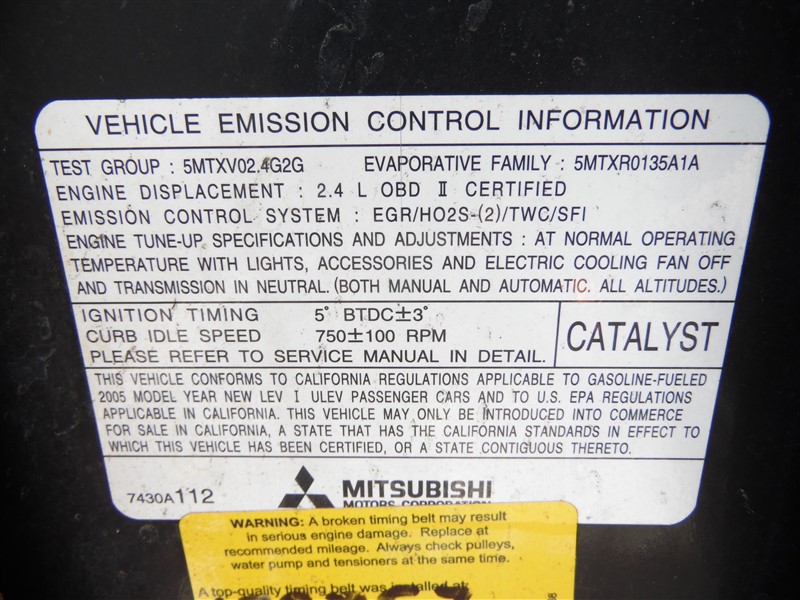 VEHICLE EMISSION CONTROL INFORMATION
TEST GROUP : 5MTXV02.4G2G EVAPORATIVE FAMILY : 5MTXR0135A1A
ENGINE DISPLACEMENT : 2.4 L OBD II CERTIFIED
EMISSION CONTROL SYSTEM : EGR/HO2S-(2)/TWC/SFI
ENGINE TUNE-UP SPECIFICATIONS AND ADJUSTMENTS : AT NORMAL OPERATING
TEMPERATURE WITH LIGHTS, ACCESSORIES AND ELECTRIC COOLING FAN OFF
AND TRANSMISSION IN NEUTRAL. (BOTH MANUAL AND AUTOMATIC. ALL ALTITUDES.)
IGNITION TIMING 5° BTDC±3°
CURB IDLE SPEED 750±100 RPM
PLEASE REFER TO SERVICE MANUAL IN DETAIL.
CATALYST
THIS VEHICLE CONFORMS TO CALIFORNIA REGULATIONS APPLICABLE TO GASOLINE-FUELED
2005 MODEL YEAR NEW LEV I ULEV PASSENGER CARS AND TO U.S. EPA REGULATIONS
APPLICABLE IN CALIFORNIA. THIS VEHICLE MAY ONLY BE INTRODUCED INTO COMMERCE
FOR SALE IN CALIFORNIA, A STATE THAT HAS THE CALIFORNIA STANDARDS IN EFFECT TO
WHICH THIS VEHICLE HAS BEEN CERTIFIED, OR A STATE CONTIGUOUS THERETO.
7430A112
MITSUBISHI
MOTORS CORPORATION
WARNING: A broken timing belt may result
in serious engine damage. Replace at
recommended mileage. Always check pulleys,
water pump and tensioners at the same time.
A top-quality timing belt was installed at: